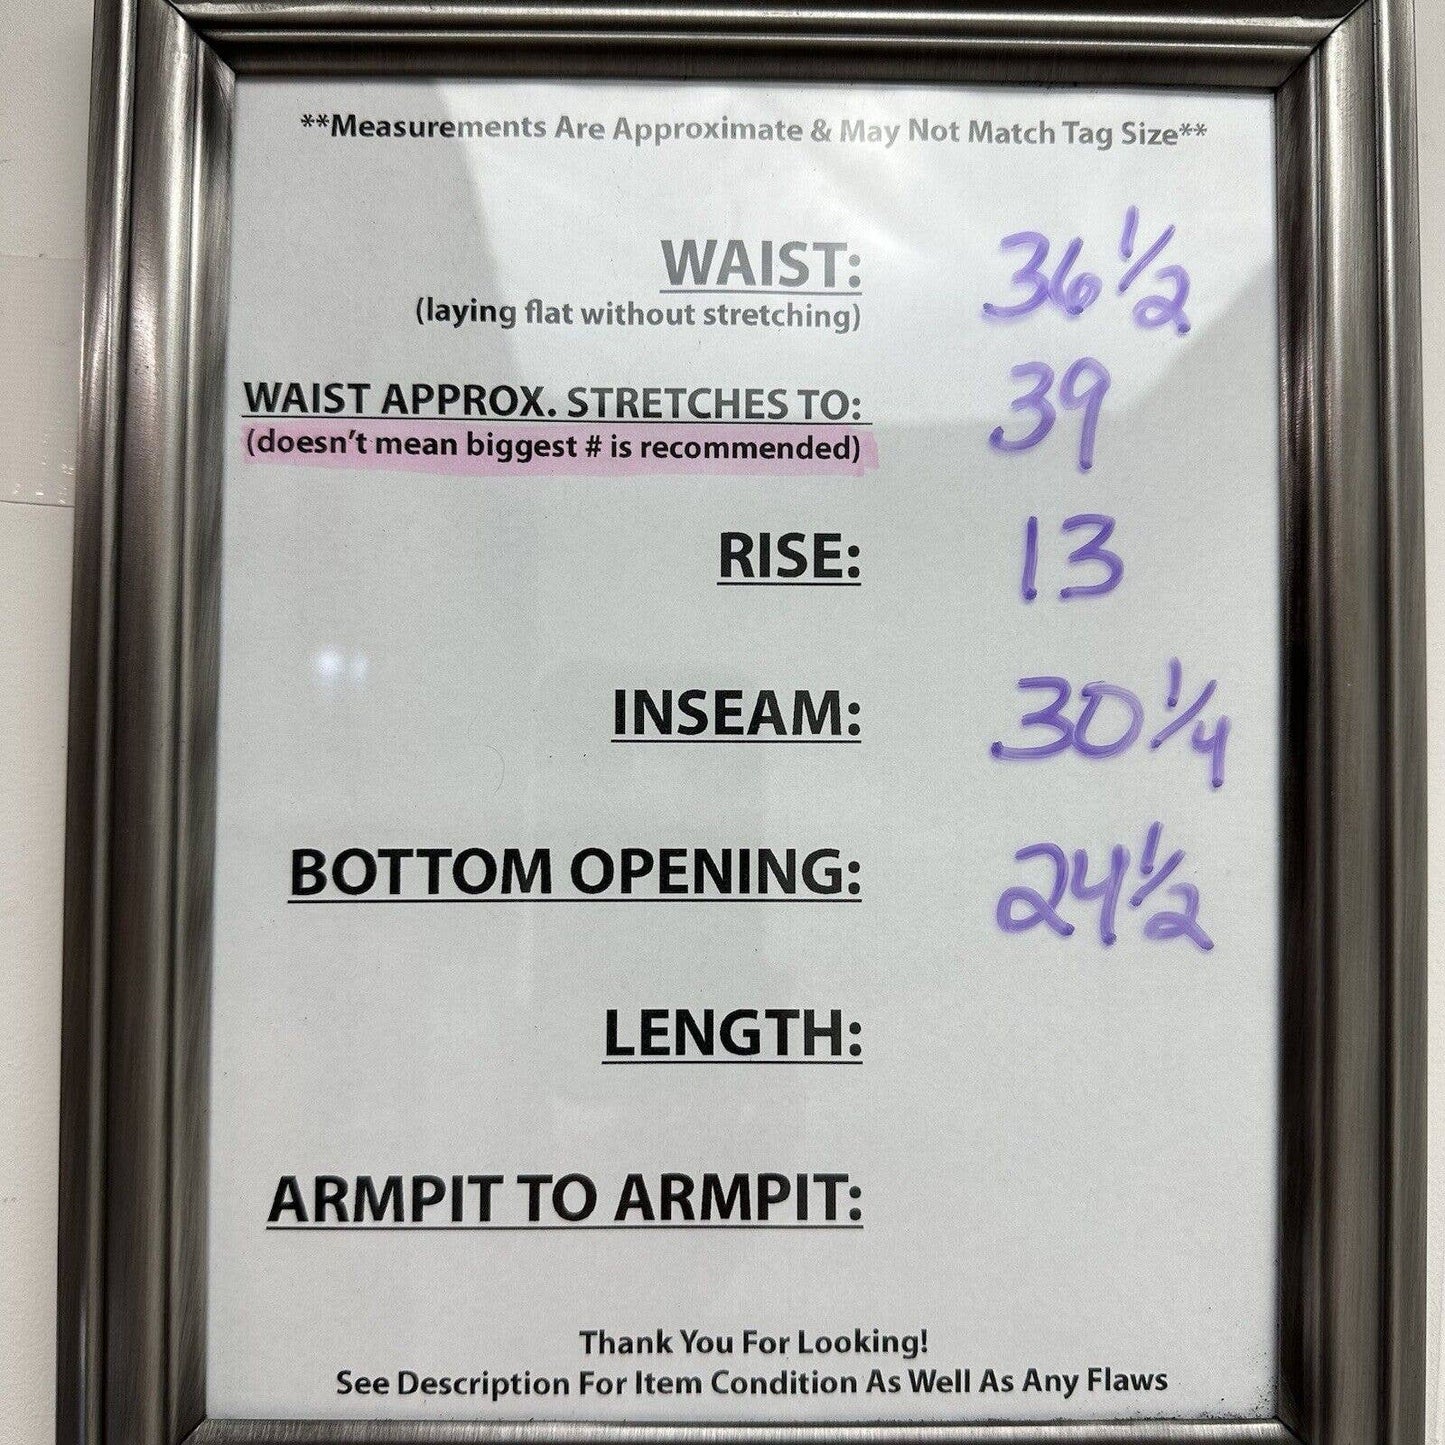 **Measurements Are Approximate & May Not Match Tag Size**
WAIST: 36 1/2
(laying flat without stretching)
WAIST APPROX. STRETCHES TO: 39
(doesn't mean biggest # is recommended)
RISE: 13
INSEAM: 30 1/4
BOTTOM OPENING: 24 1/2
LENGTH:
ARMPIT TO ARMPIT:
Thank You For Looking!
See Description For Item Condition As Well As Any Flaws